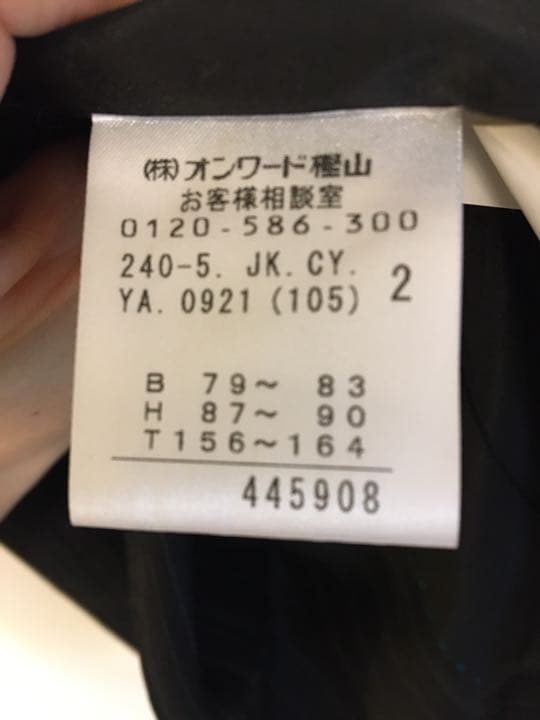 (株)オンワード樫山
お客様相談室
0120-586-300
240-5. JK.CY. 2
YA. 0921 (105)
B 79〜 83
H 87〜 90
T156〜164
445908